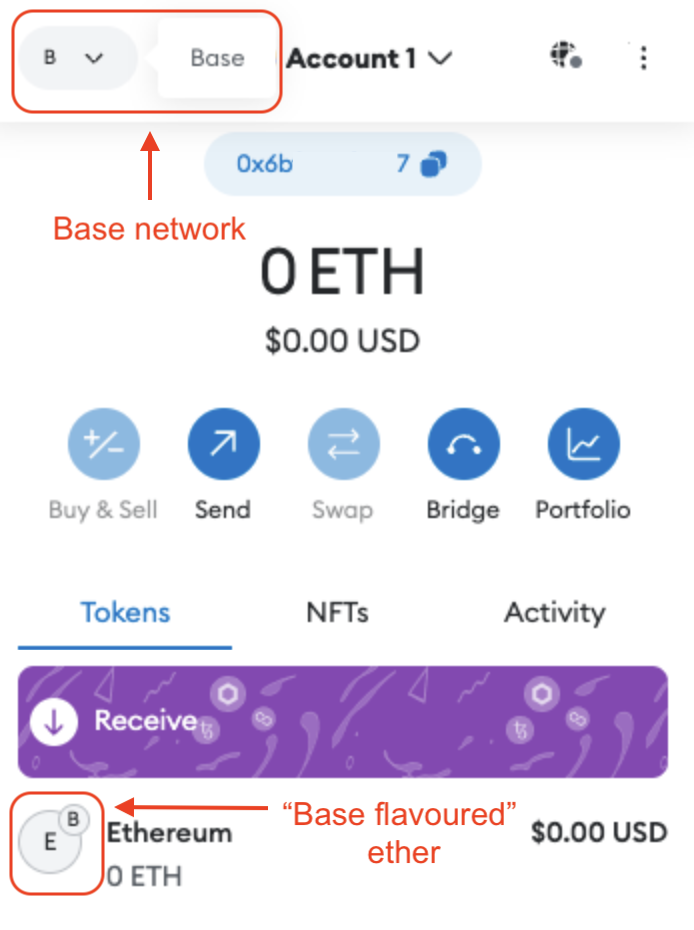 B Base Account 1
0x6b 7
Base network
0 ETH
$0.00 USD
Buy & Sell Send Swap Bridge Portfolio
Tokens NFTs Activity
Receive
“Base flavoured”
ether
B
E
Ethereum $0.00 USD
0 ETH